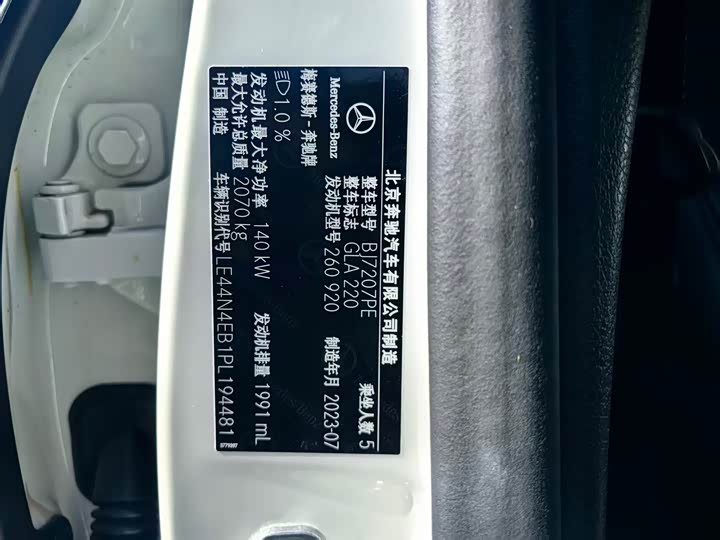 北京奔驰汽车有限公司制造
Mercedes-Benz
梅赛德斯-奔驰牌
整车型号 BJ7207PE
整车标志 GLA 220
发动机型号 260 920
乘坐人数 5
制造年月 2023-07
1.0 %
发动机最大净功率 140 kW
发动机排量 1991 mL
最大允许总质量 2070 kg
中国 制造
车辆识别代号 LE44N4EB1PL194481